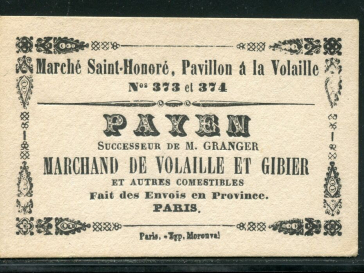 Marché Saint-Honoré, Pavillon à la Volaille
Nos 373 et 374
PAYEN
SUCCESSEUR DE M. GRANGER
MARCHAND DE VOLAILLE ET GIBIER
ET AUTRES COMESTIBLES
Fait des Envois en Province.
PARIS.
Paris. - Typ. Moronval